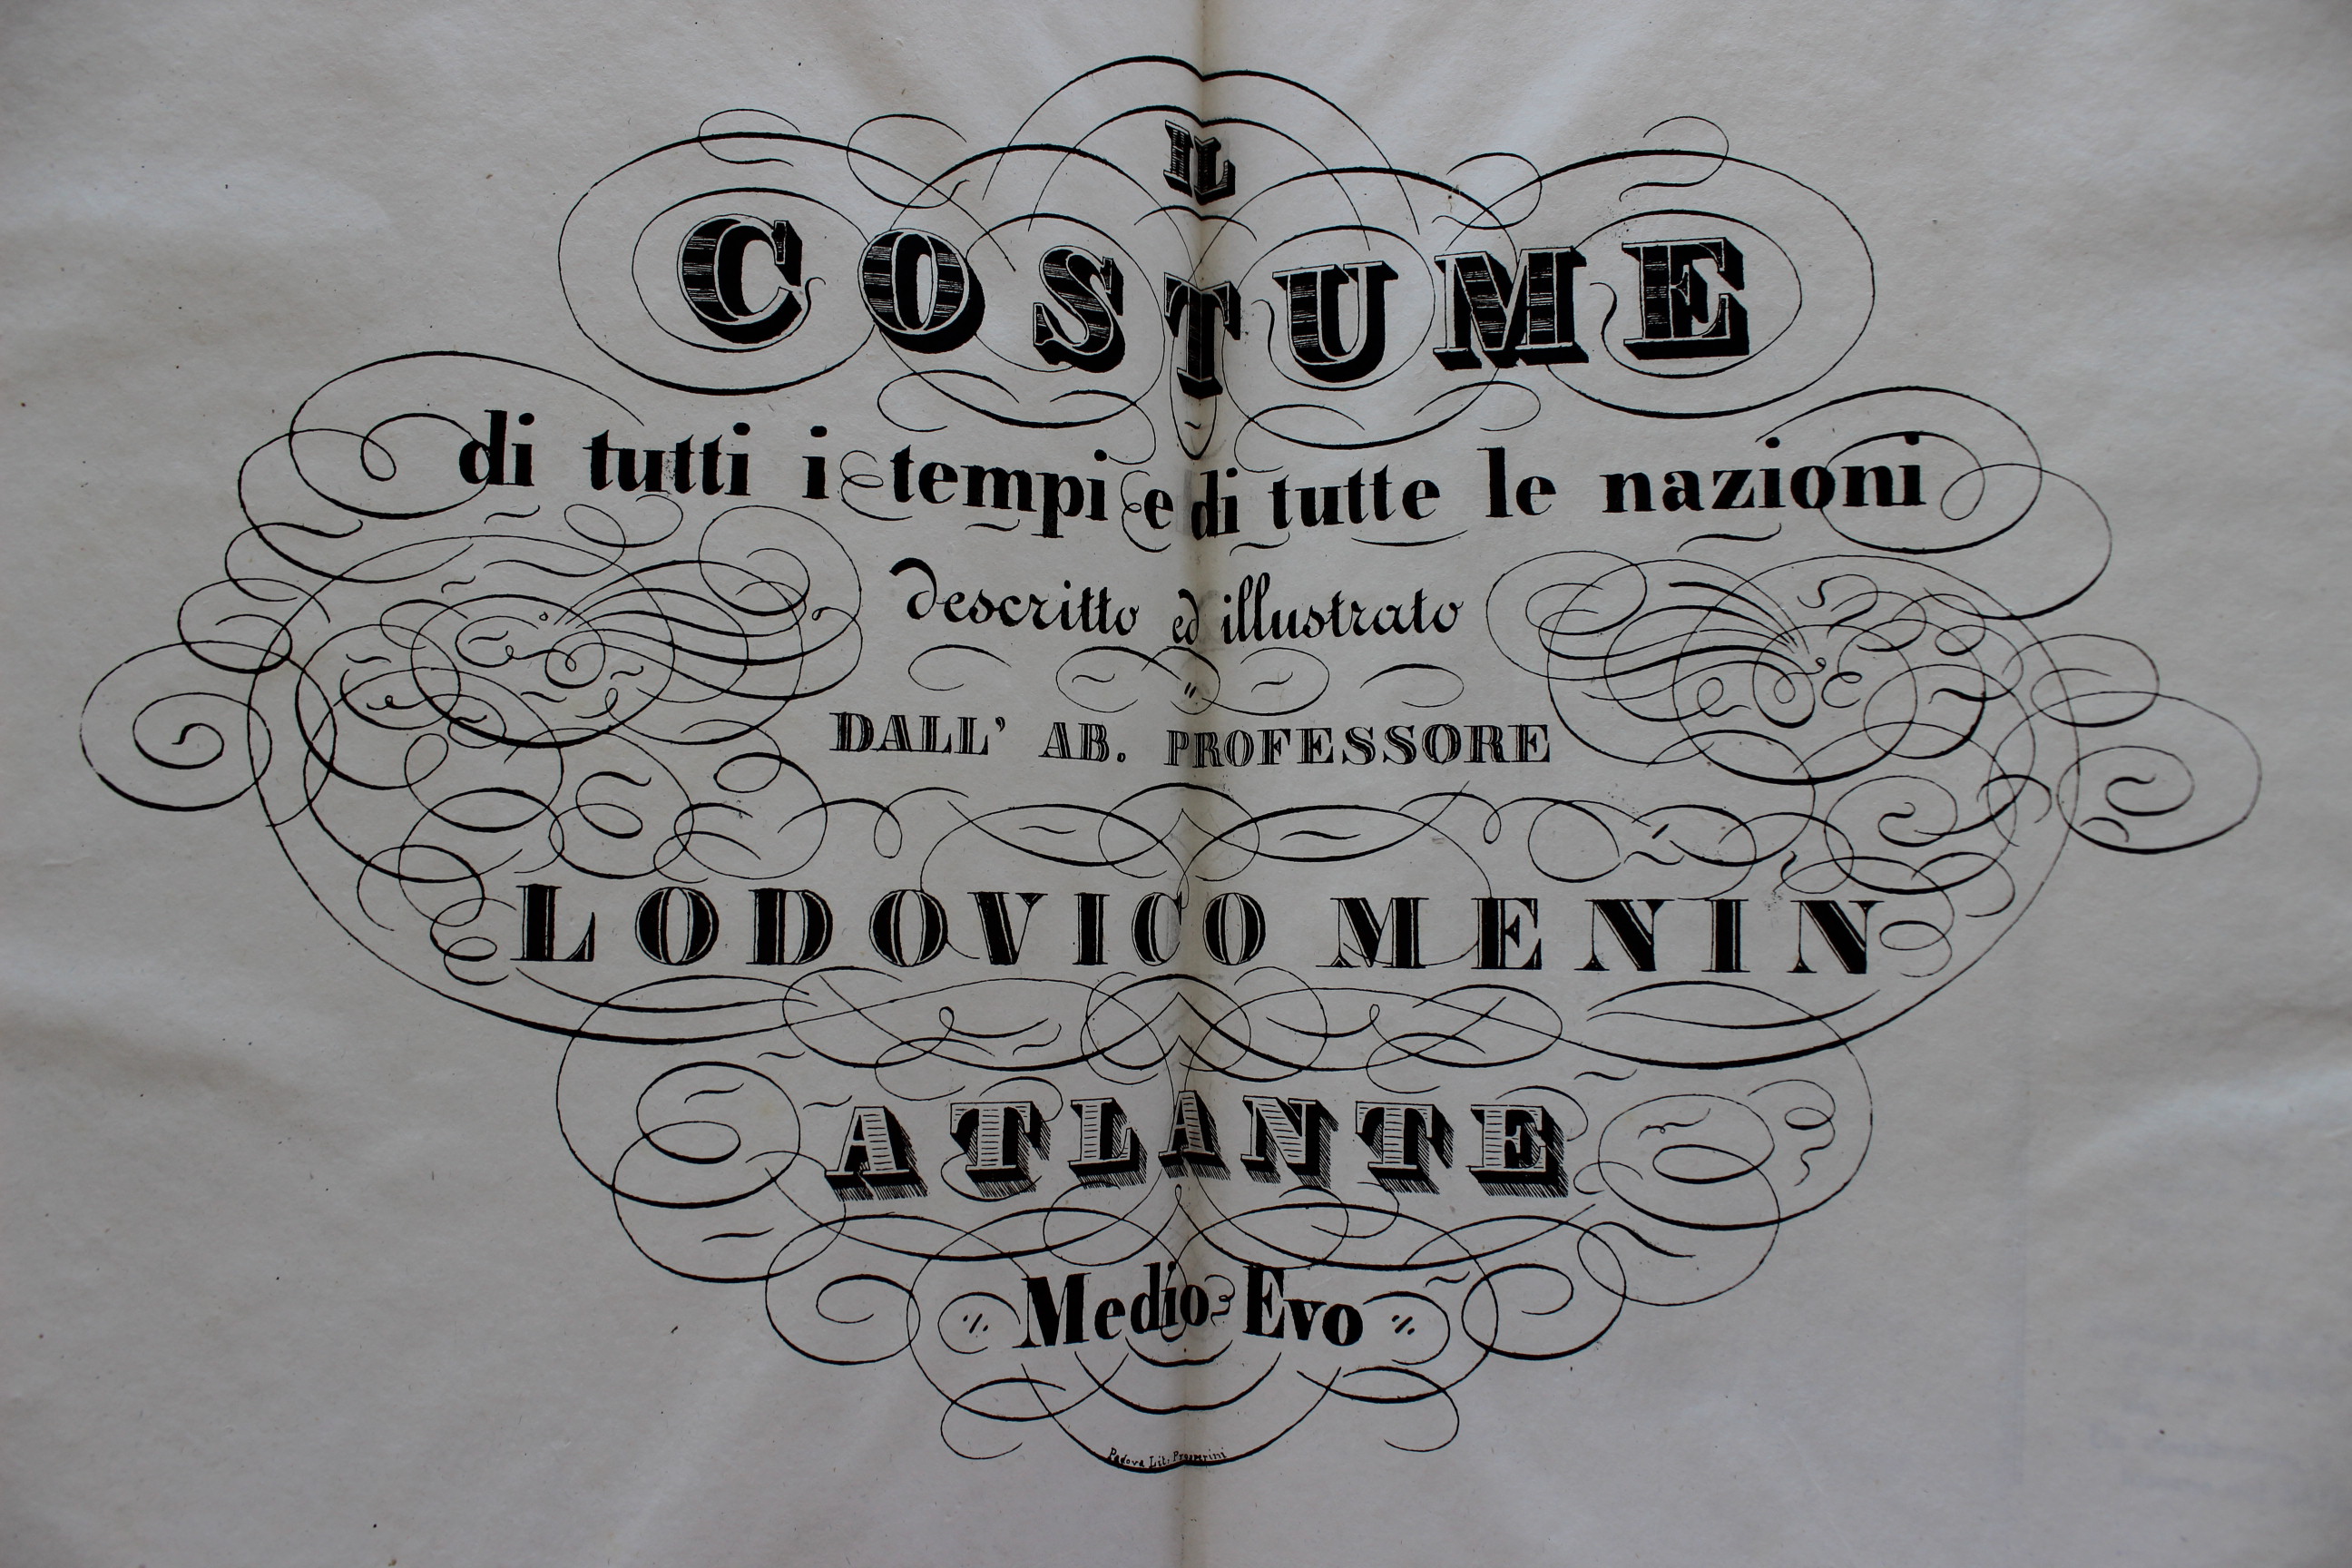 IL
COSTUME
di tutti i tempi e di tutte le nazioni
descritto ed illustrato
DALL' AB. PROFESSORE
LODOVICO MENIN
ATLANTE
Medio Evo
Padova Lit. Prosperini